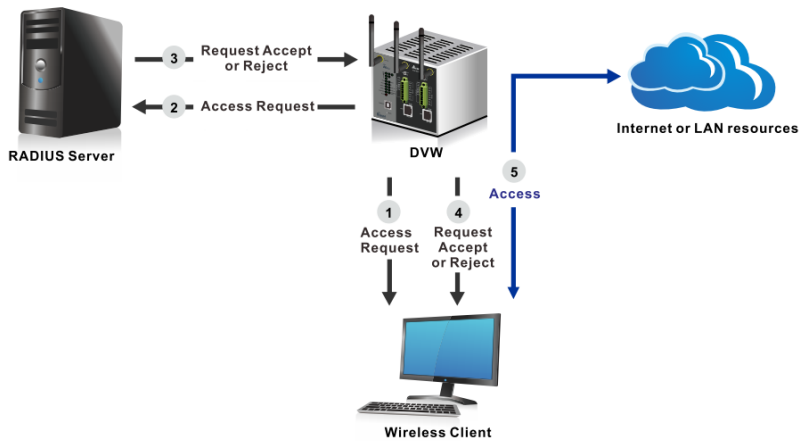 3
Request Accept
or Reject
2
Access Request
RADIUS Server
DVW
Internet or LAN resources
1
Access
Request
4
Request
Accept
or Reject
5
Access
Wireless Client